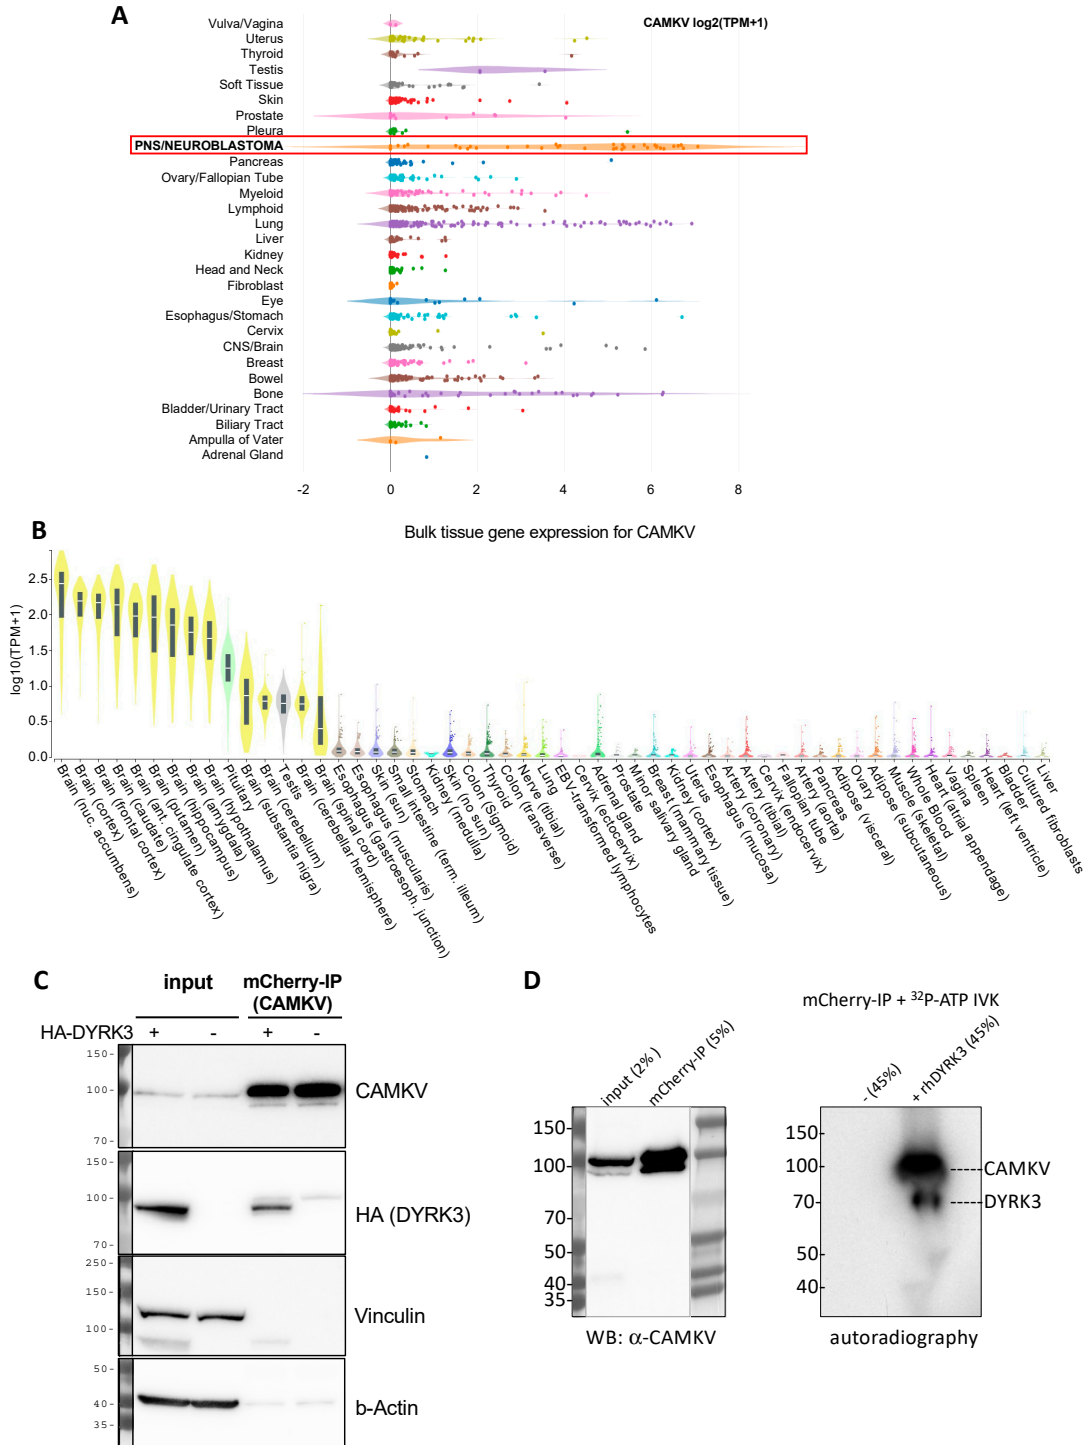 A
CAMKV log2(TPM+1)
Vulva/Vagina
Uterus
Thyroid
Testis
Soft Tissue
Skin
Prostate
Pleura
PNS/NEUROBLASTOMA
Pancreas
Ovary/Fallopian Tube
Myeloid
Lymphoid
Lung
Liver
Kidney
Head and Neck
Fibroblast
Eye
Esophagus/Stomach
Cervix
CNS/Brain
Breast
Bowel
Bone
Bladder/Urinary Tract
Biliary Tract
Ampulla of Vater
Adrenal Gland
-2 0 2 4 6 8
B
Bulk tissue gene expression for CAMKV
log10(TPM+1)
2.5
2.0
1.5
1.0
0.5
0.0
Brain (nuc. accumbens)
Brain (cortex)
Brain (frontal cortex)
Brain (caudate)
Brain (ant. cingulate cortex)
Brain (putamen)
Brain (hippocampus)
Brain (amygdala)
Brain (hypothalamus)
Pituitary
Brain (substantia nigra)
Brain (cerebellum)
Testis
Brain (cerebellar hemisphere)
Brain (spinal cord)
Esophagus (gastroesoph. junction)
Esophagus (muscularis)
Skin (sun)
Small intestine (term. illeum)
Stomach
Kidney (medulla)
Skin (no sun)
Colon (Sigmoid)
Thyroid
Colon (transverse)
Nerve (tibial)
Lung
EBV-transformed lymphocytes
Cervix (ectocervix)
Adrenal gland
Prostate
Minor salivary gland
Breast (mammary tissue)
Kidney (cortex)
Uterus
Esophagus (mucosa)
Artery (coronary)
Artery (tibial)
Cervix (endocervix)
Fallopian tube
Artery (aorta)
Pancreas
Adipose (visceral)
Ovary
Adipose (subcutaneous)
Muscle (skeletal)
Whole Blood
Heart (atrial appendage)
Vagina
Spleen
Heart (left ventricle)
Bladder
Cultured fibroblasts
Liver
C
input
mCherry-IP
(CAMKV)
HA-DYRK3 + - + -
150-
100-
70-
CAMKV
150-
100-
70-
HA (DYRK3)
250-
150-
100-
Vinculin
50-
40-
35-
b-Actin
D
mCherry-IP + ³²P-ATP IVK
input (2% )
mCherry-IP (5%)
150-
100-
70-
50-
40-
35-
WB: α-CAMKV
- (45%)
+ rhDYRK3 (45%)
150-
100-
70-
50-
40-
CAMKV
DYRK3
autoradiography